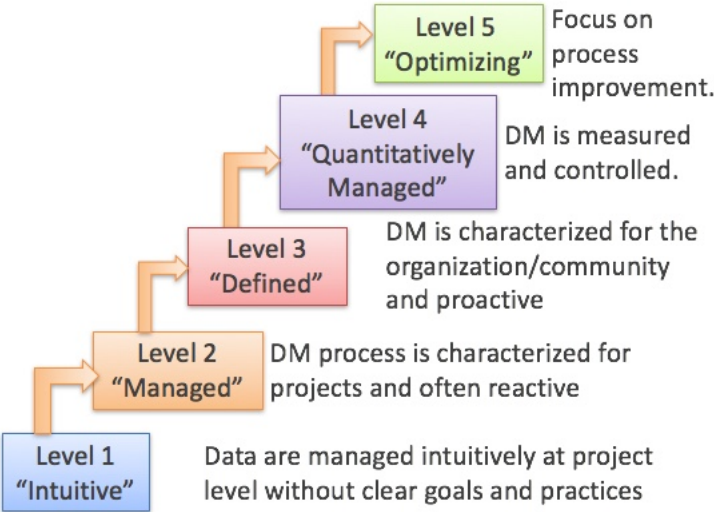 Level 5
“Optimizing”
Focus on
process
improvement.
Level 4
“Quantitatively
Managed”
DM is measured
and controlled.
Level 3
“Defined”
DM is characterized for the
organization/community
and proactive
Level 2
“Managed”
DM process is characterized for
projects and often reactive
Level 1
“Intuitive”
Data are managed intuitively at project
level without clear goals and practices